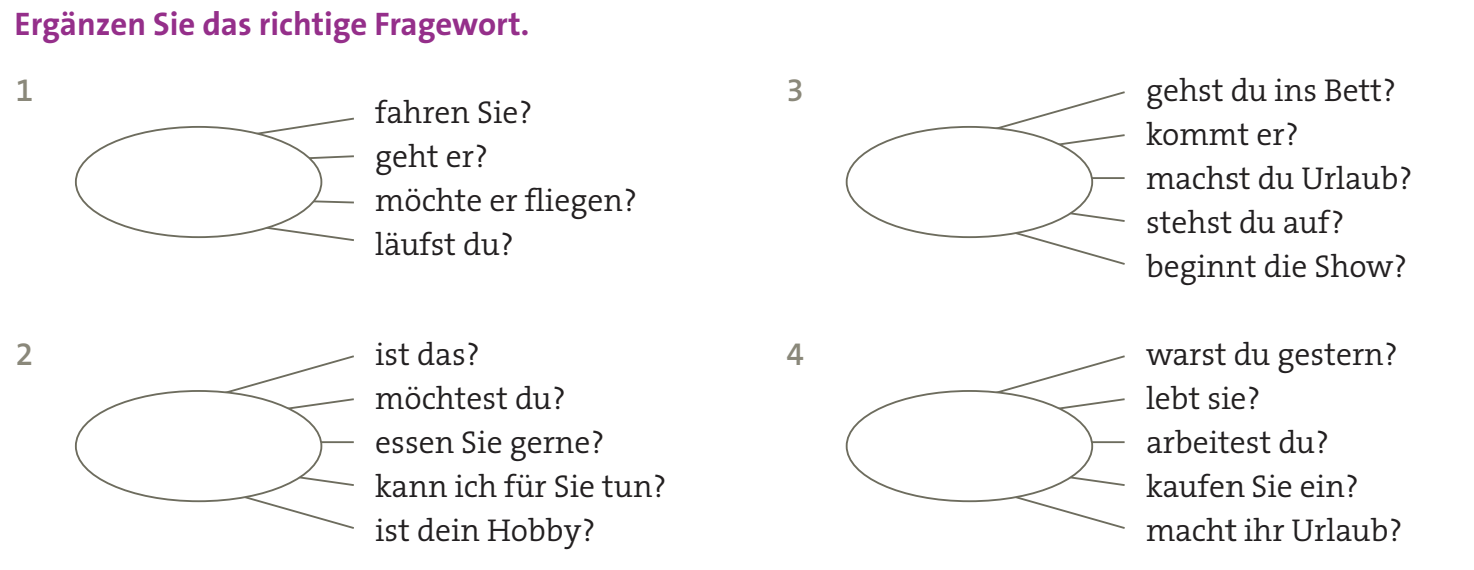 Ergänzen Sie das richtige Fragewort.
1
fahren Sie?
geht er?
möchte er fliegen?
läufst du?
2
ist das?
möchtest du?
essen Sie gerne?
kann ich für Sie tun?
ist dein Hobby?
3
gehst du ins Bett?
kommt er?
machst du Urlaub?
stehst du auf?
beginnt die Show?
4
warst du gestern?
lebt sie?
arbeitest du?
kaufen Sie ein?
macht ihr Urlaub?